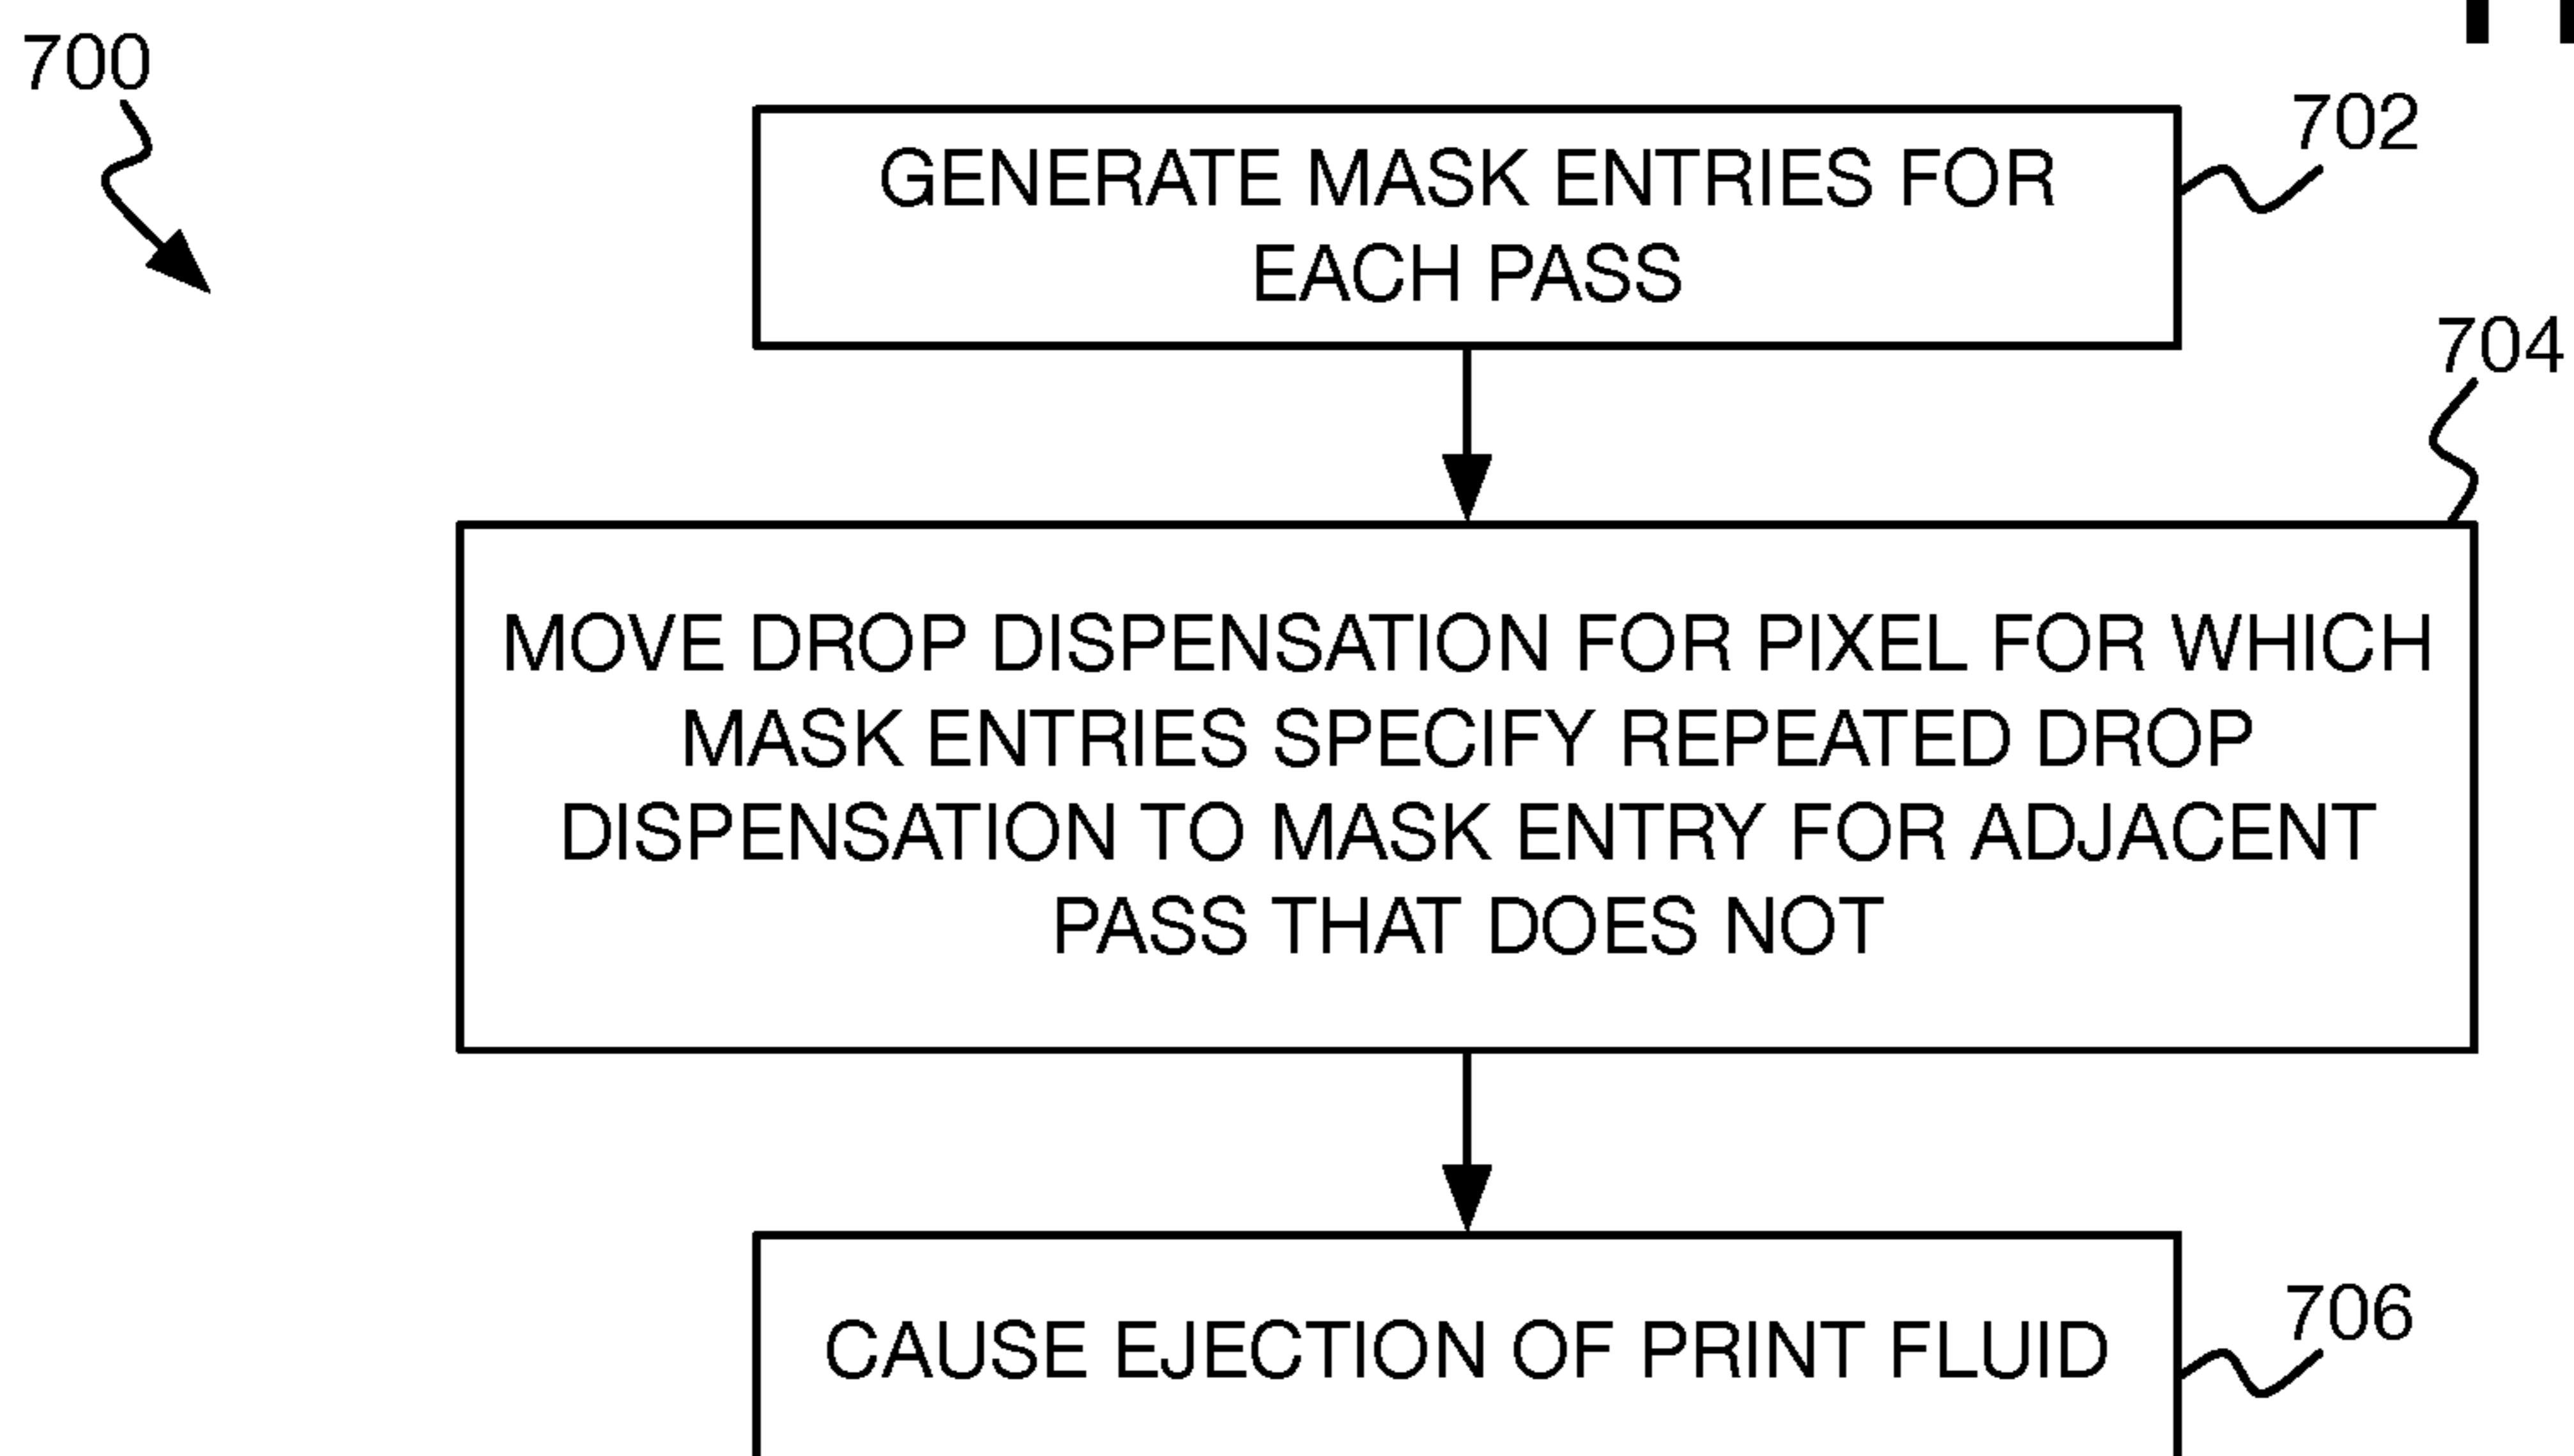 700
GENERATE MASK ENTRIES FOR
EACH PASS
702
704
MOVE DROP DISPENSATION FOR PIXEL FOR WHICH
MASK ENTRIES SPECIFY REPEATED DROP
DISPENSATION TO MASK ENTRY FOR ADJACENT
PASS THAT DOES NOT
CAUSE EJECTION OF PRINT FLUID
706